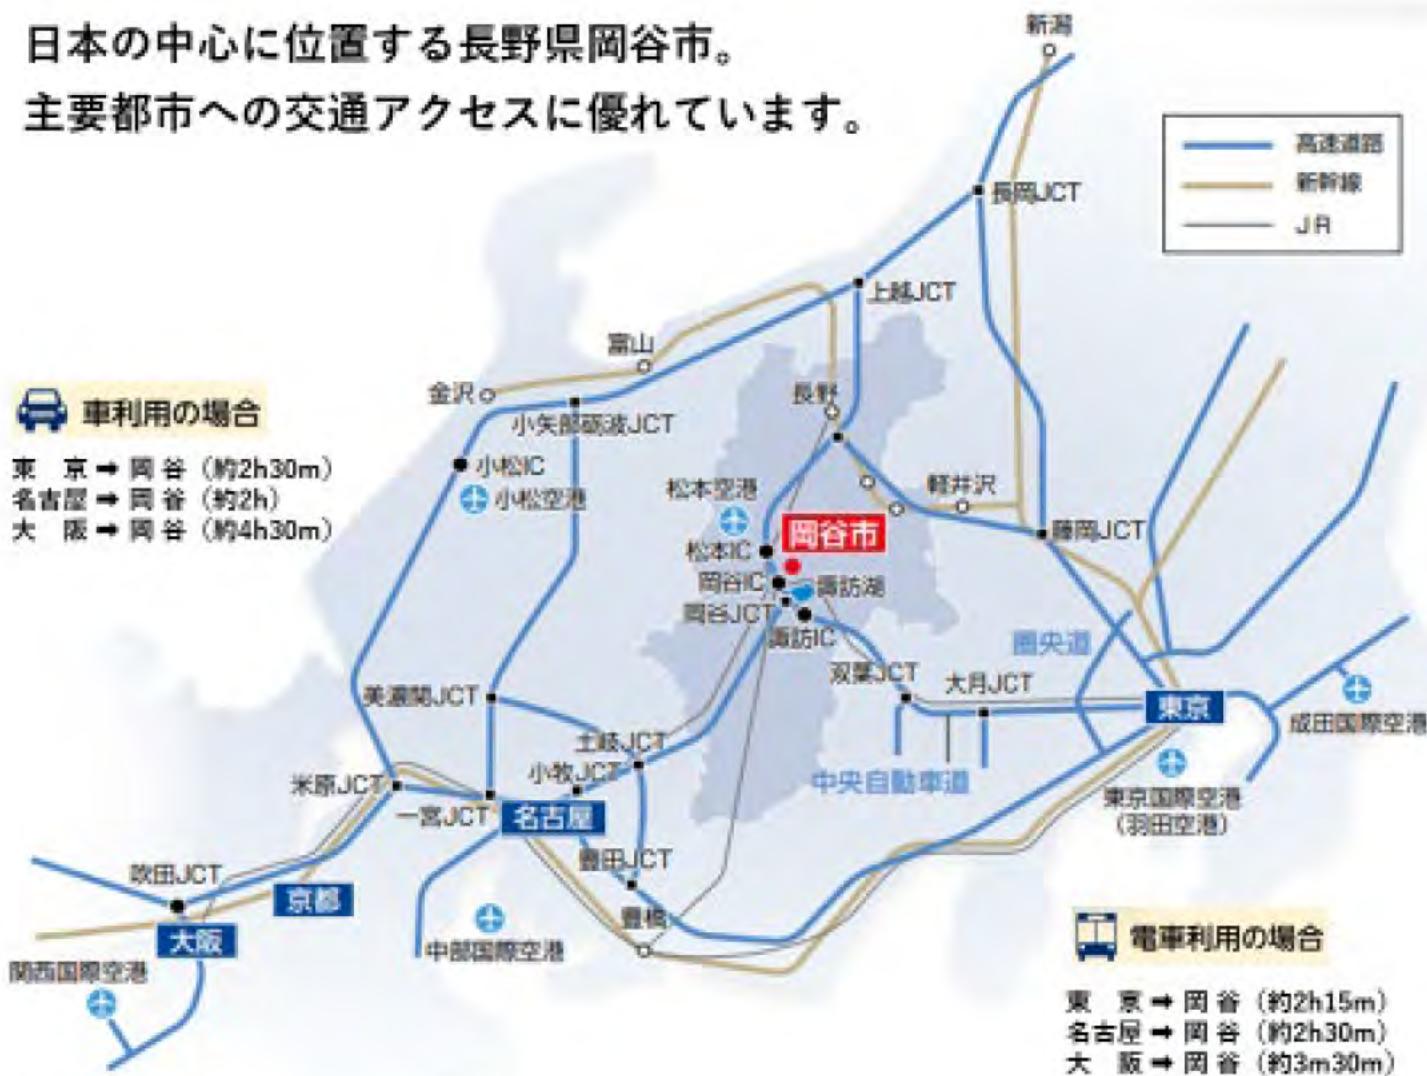 日本の中心に位置する長野県岡谷市。
主要都市への交通アクセスに優れています。
新潟
高速道路
新幹線
JR
長岡JCT
上越JCT
富山
金沢
長野
小矢部砺波JCT
小松IC
小松空港
車利用の場合
東 京 ➡ 岡 谷 (約2h30m)
名古屋 ➡ 岡 谷 (約2h)
大 阪 ➡ 岡 谷 (約4h30m)
松本空港
軽井沢
岡谷市
藤岡JCT
松本IC
岡谷IC
諏訪湖
岡谷JCT
諏訪IC
圏央道
双葉JCT
大月JCT
美濃関JCT
東京
成田国際空港
土岐JCT
小牧JCT
米原JCT
中央自動車道
一宮JCT
名古屋
東京国際空港
(羽田空港)
豊田JCT
吹田JCT
京都
豊橋
大阪
中部国際空港
関西国際空港
電車利用の場合
東 京 ➡ 岡 谷 (約2h15m)
名古屋 ➡ 岡 谷 (約2h30m)
大 阪 ➡ 岡 谷 (約3m30m)